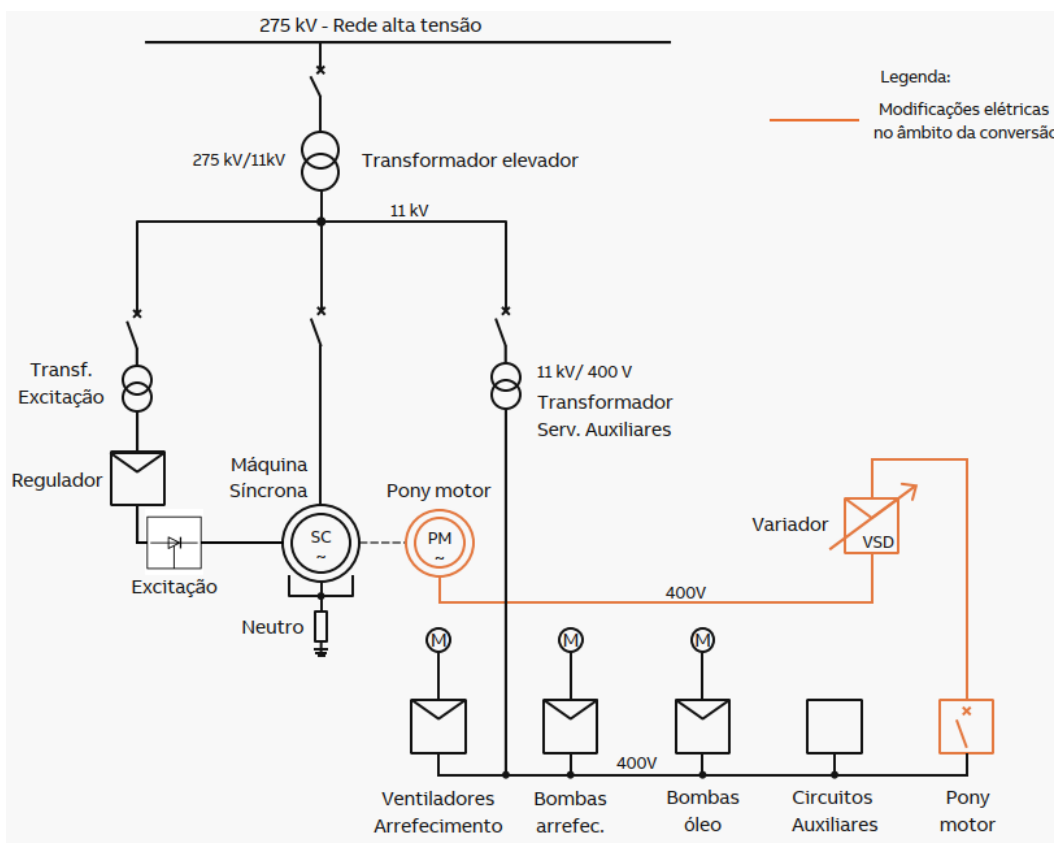 275 kV - Rede alta tensão
Legenda:
Modificações elétricas
no âmbito da conversão
275 kV/11kV
Transformador elevador
11 kV
Transf.
Excitação
11 kV/ 400 V
Transformador
Serv. Auxiliares
Regulador
Máquina
Síncrona
Pony motor
Variador
VSD
SC
~
PM
~
Excitação
400V
Neutro
M
M
M
400V
Ventiladores
Arrefecimento
Bombas
arrefec.
Bombas
óleo
Circuitos
Auxiliares
Pony
motor